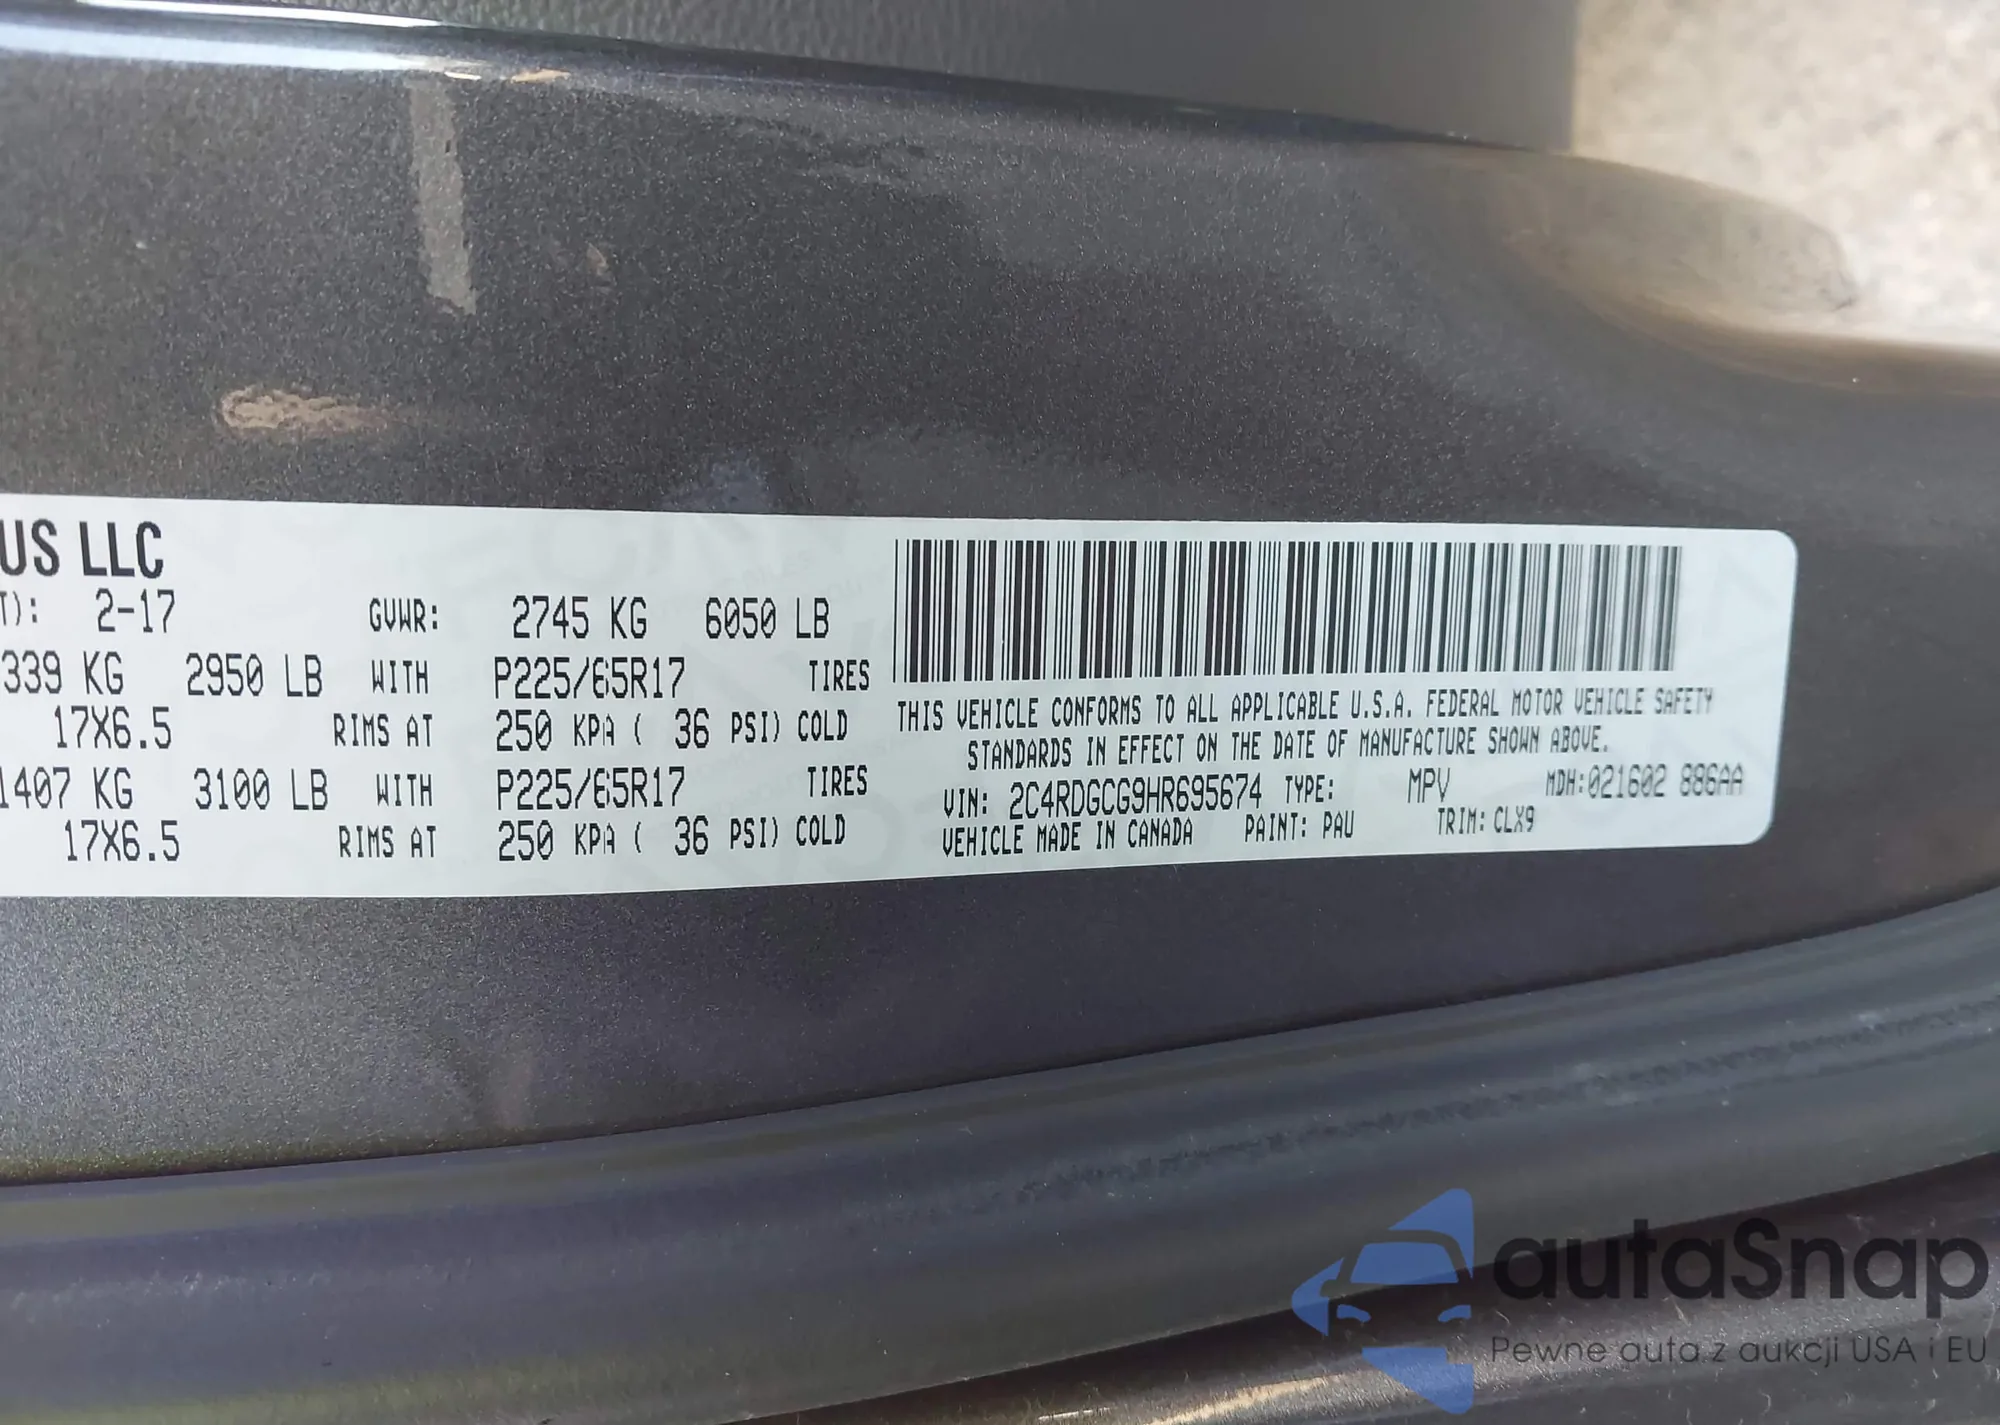 US LLC
T): 2-17 GVWR: 2745 KG 6050 LB
339 KG 2950 LB WITH P225/65R17 TIRES
17X6.5 RIMS AT 250 KPA ( 36 PSI) COLD
1407 KG 3100 LB WITH P225/65R17 TIRES
17X6.5 RIMS AT 250 KPA ( 36 PSI) COLD
THIS VEHICLE CONFORMS TO ALL APPLICABLE U.S.A. FEDERAL MOTOR VEHICLE SAFETY
STANDARDS IN EFFECT ON THE DATE OF MANUFACTURE SHOWN ABOVE.
VIN: 2C4RDGCG9HR695674 TYPE: MPV MDH:021602 886AA
VEHICLE MADE IN CANADA PAINT: PAU TRIM: CLX9
autaSnap
Pewne auta z aukcji USA i EU